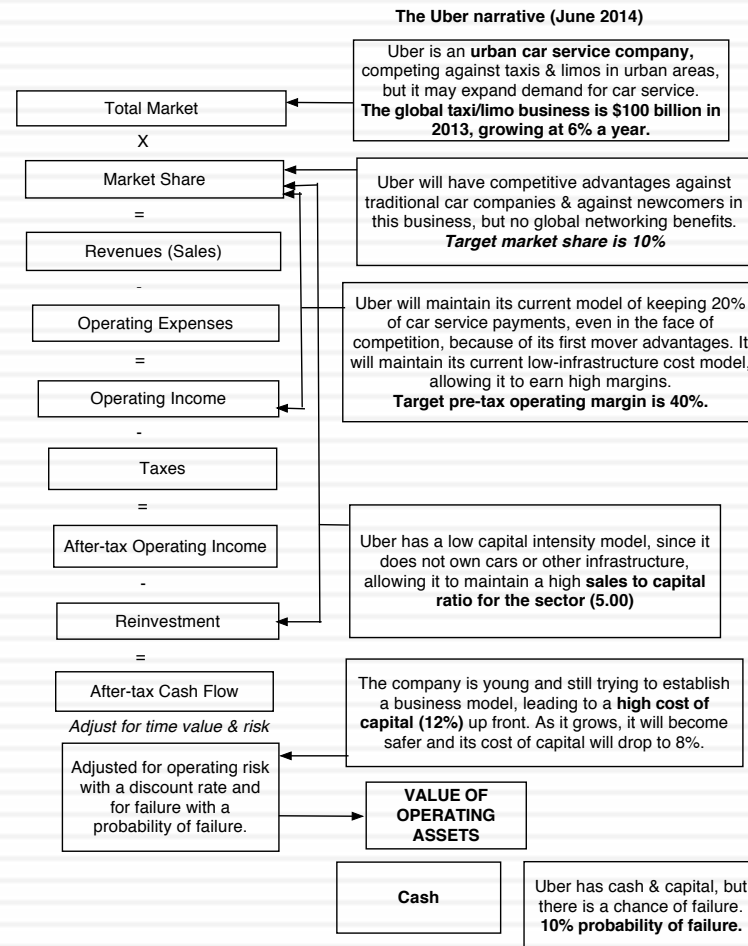 The Uber narrative (June 2014)
Uber is an urban car service company,
competing against taxis & limos in urban areas,
but it may expand demand for car service.
The global taxi/limo business is $100 billion in
2013, growing at 6% a year.
Total Market
X
Market Share
Uber will have competitive advantages against
traditional car companies & against newcomers in
this business, but no global networking benefits.
Target market share is 10%
=
Revenues (Sales)
-
Operating Expenses
Uber will maintain its current model of keeping 20%
of car service payments, even in the face of
competition, because of its first mover advantages. It
will maintain its current low-infrastructure cost model,
allowing it to earn high margins.
Target pre-tax operating margin is 40%.
=
Operating Income
-
Taxes
=
After-tax Operating Income
Uber has a low capital intensity model, since it
does not own cars or other infrastructure,
allowing it to maintain a high sales to capital
ratio for the sector (5.00)
-
Reinvestment
=
After-tax Cash Flow
The company is young and still trying to establish
a business model, leading to a high cost of
capital (12%) up front. As it grows, it will become
safer and its cost of capital will drop to 8%.
Adjust for time value & risk
Adjusted for operating risk
with a discount rate and
for failure with a
probability of failure.
VALUE OF
OPERATING
ASSETS
Cash
Uber has cash & capital, but
there is a chance of failure.
10% probability of failure.